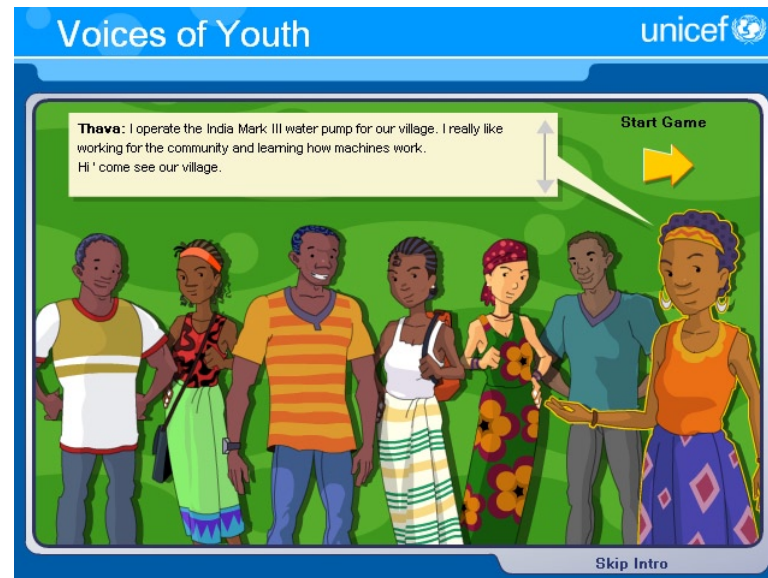 Voices of Youth
unicef
Thava: I operate the India Mark III water pump for our village. I really like
working for the community and learning how machines work.
Hi ' come see our village.
Start Game
Skip Intro